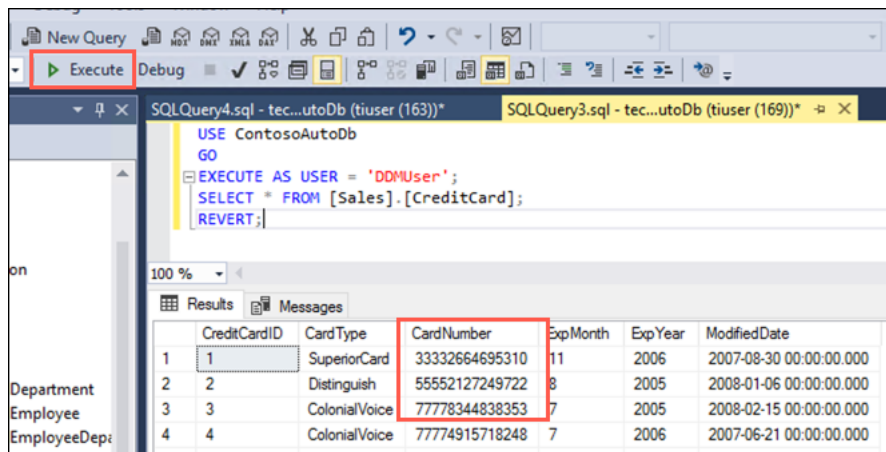 New Query MDX DMX XMLA DAX
Execute Debug
SQLQuery4.sql - tec...utoDb (tiuser (163))* SQLQuery3.sql - tec...utoDb (tiuser (169))*
USE ContosoAutoDb
GO
EXECUTE AS USER = 'DDMUser';
SELECT * FROM [Sales].[CreditCard];
REVERT;
on
100 %
Results Messages
CreditCardID CardType CardNumber ExpMonth ExpYear ModifiedDate
1 1 SuperiorCard 33332664695310 11 2006 2007-08-30 00:00:00.000
2 2 Distinguish 55552127249722 8 2005 2008-01-06 00:00:00.000
Department
3 3 ColonialVoice 77778344838353 7 2005 2008-02-15 00:00:00.000
Employee
4 4 ColonialVoice 77774915718248 7 2006 2007-06-21 00:00:00.000
EmployeeDepa